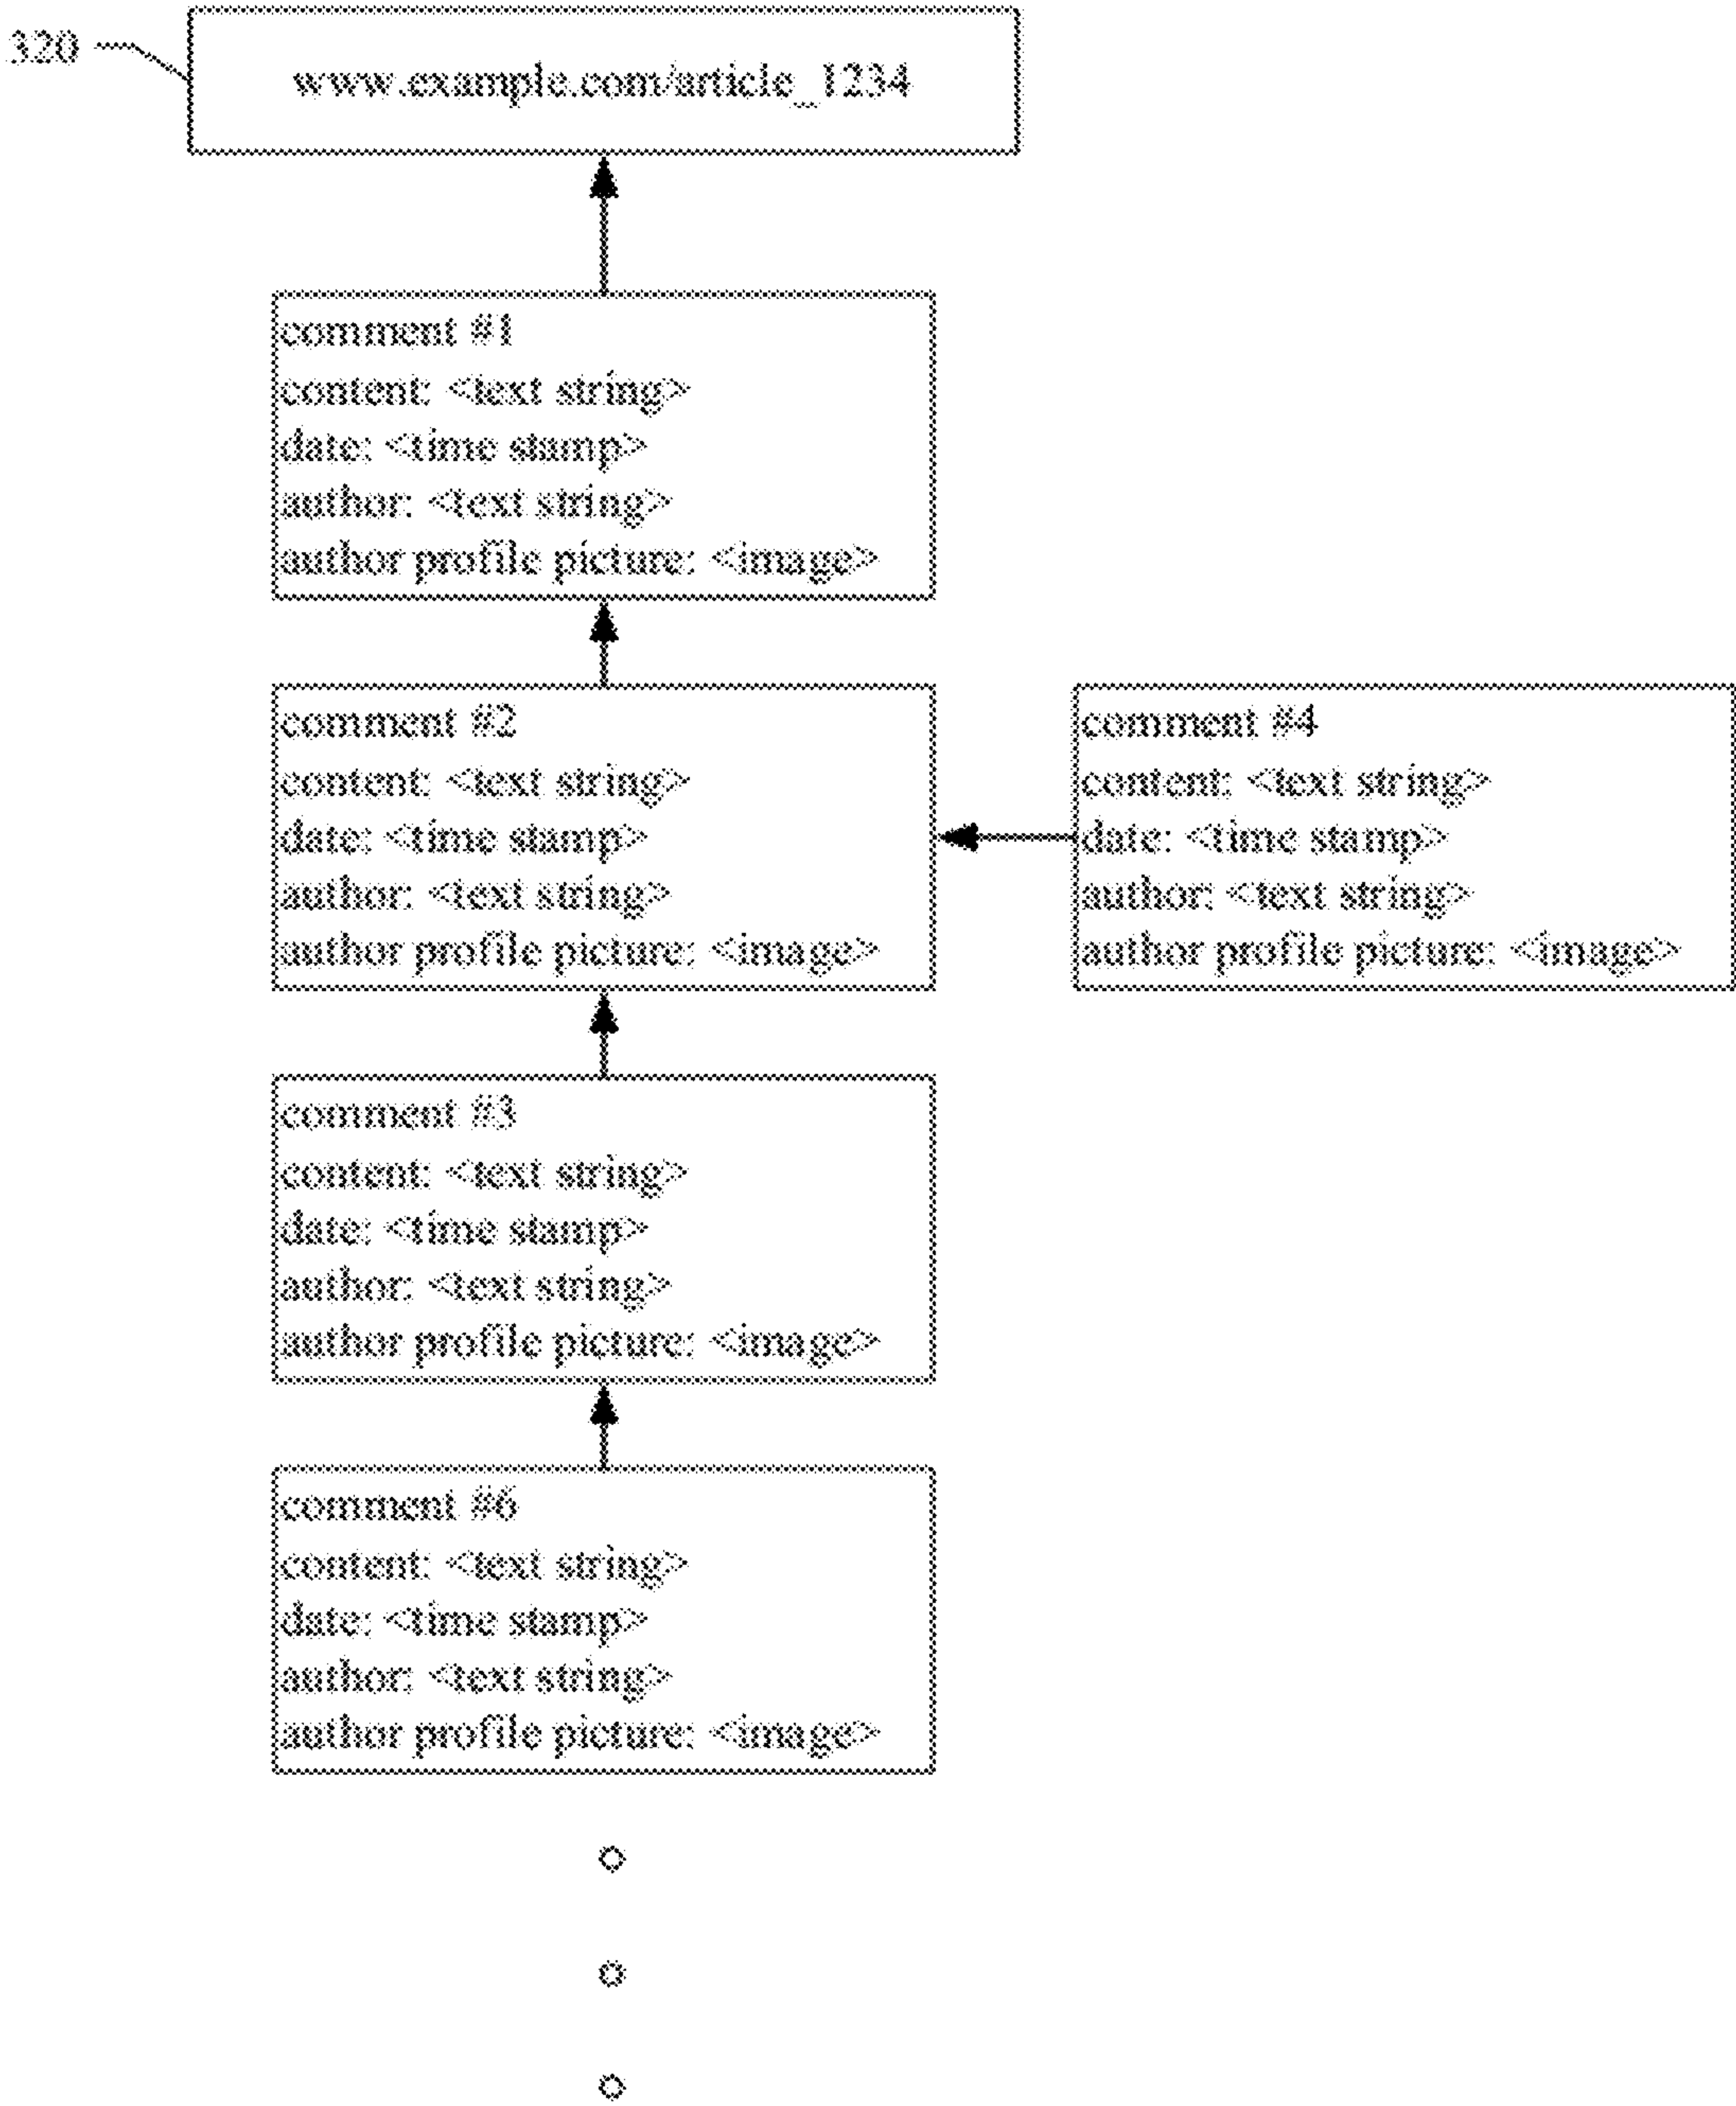 320
www.example.com/article_1234
comment #1
content: <text string>
date: <time stamp>
author: <text string>
author profile picture: <image>
comment #2
content: <text string>
date: <time stamp>
author: <text string>
author profile picture: <image>
comment #4
content: <text string>
date: <time stamp>
author: <text string>
author profile picture: <image>
comment #3
content: <text string>
date: <time stamp>
author: <text string>
author profile picture: <image>
comment #6
content: <text string>
date: <time stamp>
author: <text string>
author profile picture: <image>